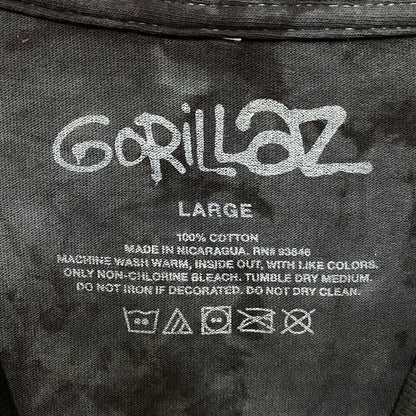 GORILLAZ
LARGE
100% COTTON
MADE IN NICARAGUA. RN# 93846
MACHINE WASH WARM, INSIDE OUT, WITH LIKE COLORS.
ONLY NON-CHLORINE BLEACH. TUMBLE DRY MEDIUM.
DO NOT IRON IF DECORATED. DO NOT DRY CLEAN.